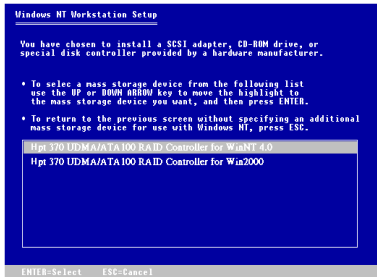 Windows NT Workstation Setup
You have chosen to install a SCSI adapter, CD-ROM drive, or
special disk controller provided by a hardware manufacturer.
• To selec a mass storage device from the following list
use the UP or DOWN ARROW key to move the highlight to
the mass storage device you want, and then press ENTER.
• To return to the previous screen without specifying an additional
mass storage device for use with Windows NT, press ESC.
Hpt 370 UDMA/ATA100 RAID Controller for WinNT 4.0
Hpt 370 UDMA/ATA100 RAID Controller for Win2000
ENTER=Select ESC=Cancel